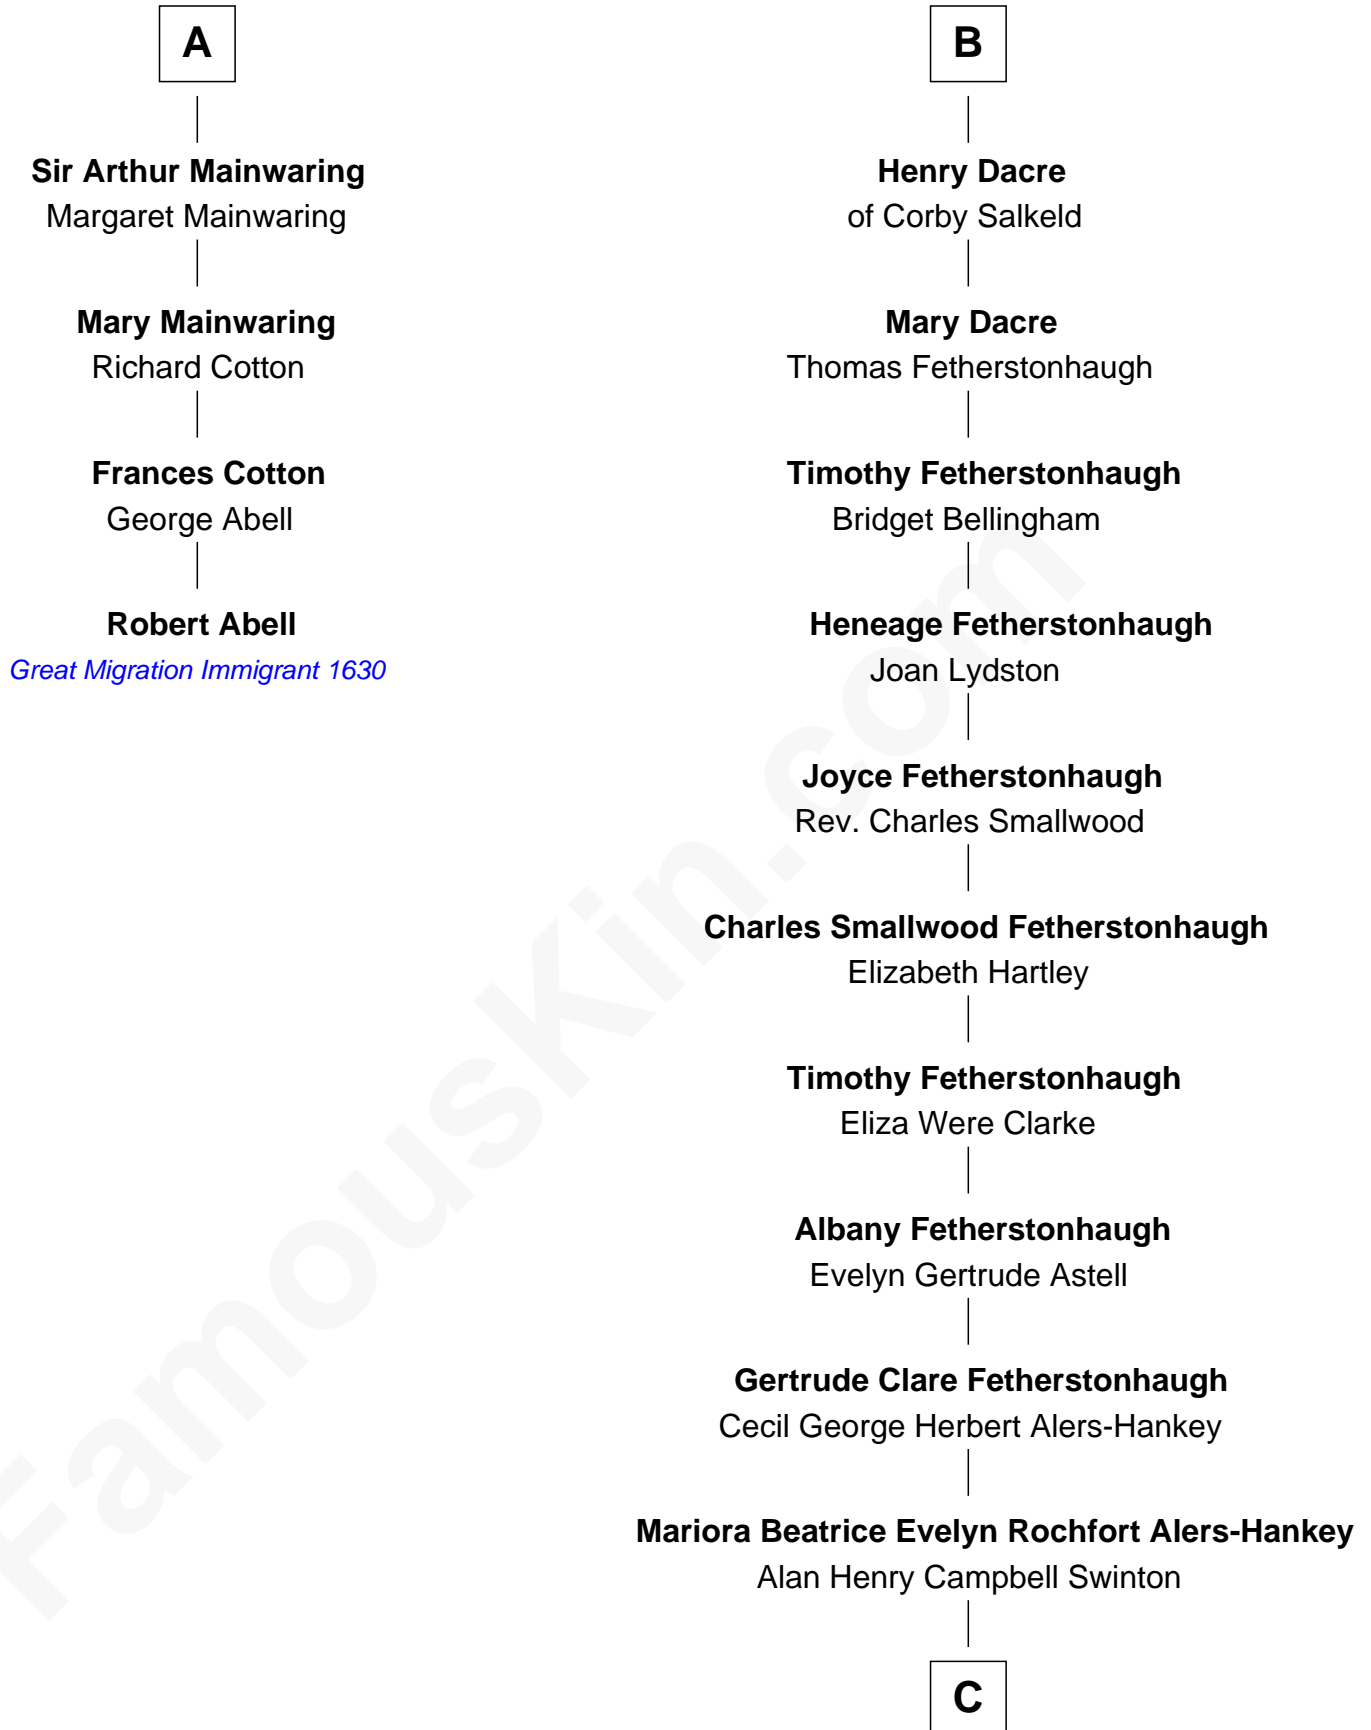 A
Sir Arthur Mainwaring
Margaret Mainwaring
Mary Mainwaring
Richard Cotton
Frances Cotton
George Abell
Robert Abell
Great Migration Immigrant 1630
B
Henry Dacre
of Corby Salkeld
Mary Dacre
Thomas Fetherstonhaugh
Timothy Fetherstonhaugh
Bridget Bellingham
Heneage Fetherstonhaugh
Joan Lydston
Joyce Fetherstonhaugh
Rev. Charles Smallwood
Charles Smallwood Fetherstonhaugh
Elizabeth Hartley
Timothy Fetherstonhaugh
Eliza Were Clarke
Albany Fetherstonhaugh
Evelyn Gertrude Astell
Gertrude Clare Fetherstonhaugh
Cecil George Herbert Alers-Hankey
Mariora Beatrice Evelyn Rochfort Alers-Hankey
Alan Henry Campbell Swinton
C
FamousKin.com